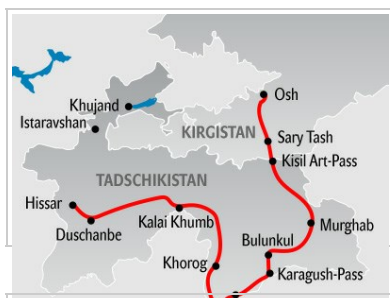 Osh
Khujand
Istaravshan
KIRGISTAN
Sary Tash
Kisil Art-Pass
TADSCHIKISTAN
Hissar
Duschanbe
Kalai Khumb
Murghab
Bulunkul
Khorog
Karagush-Pass